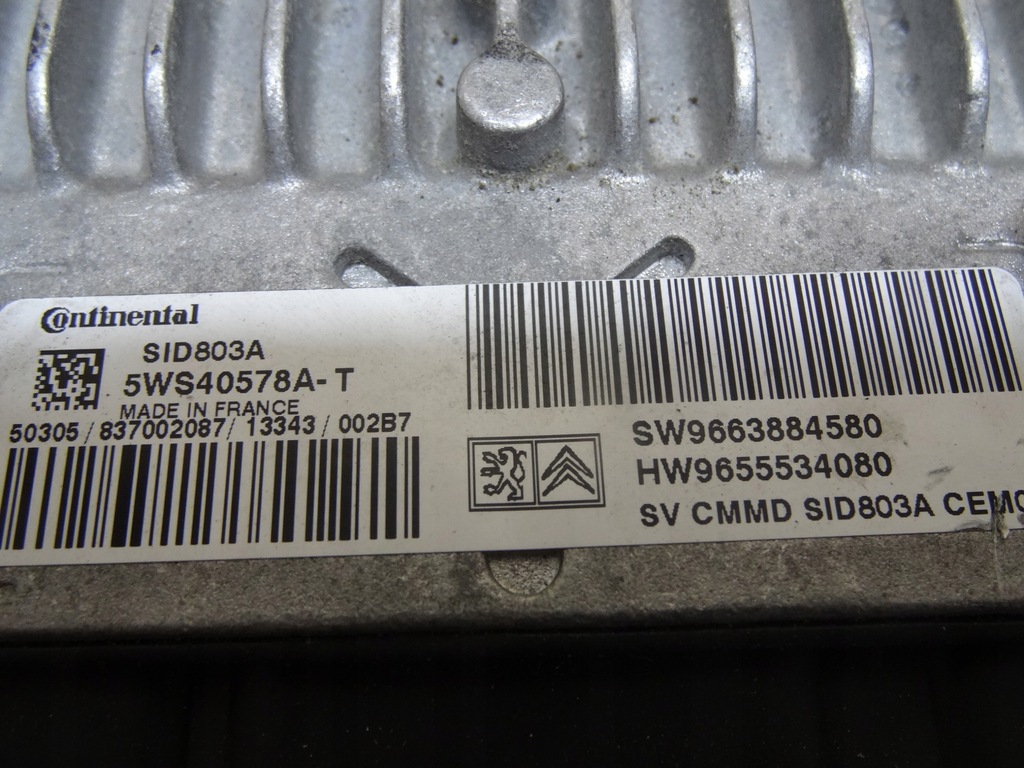 Continental
SID803A
5WS40578A-T
MADE IN FRANCE
50305/837002087/13343/002B7
SW9663884580
HW9655534080
SV CMMD SID803A